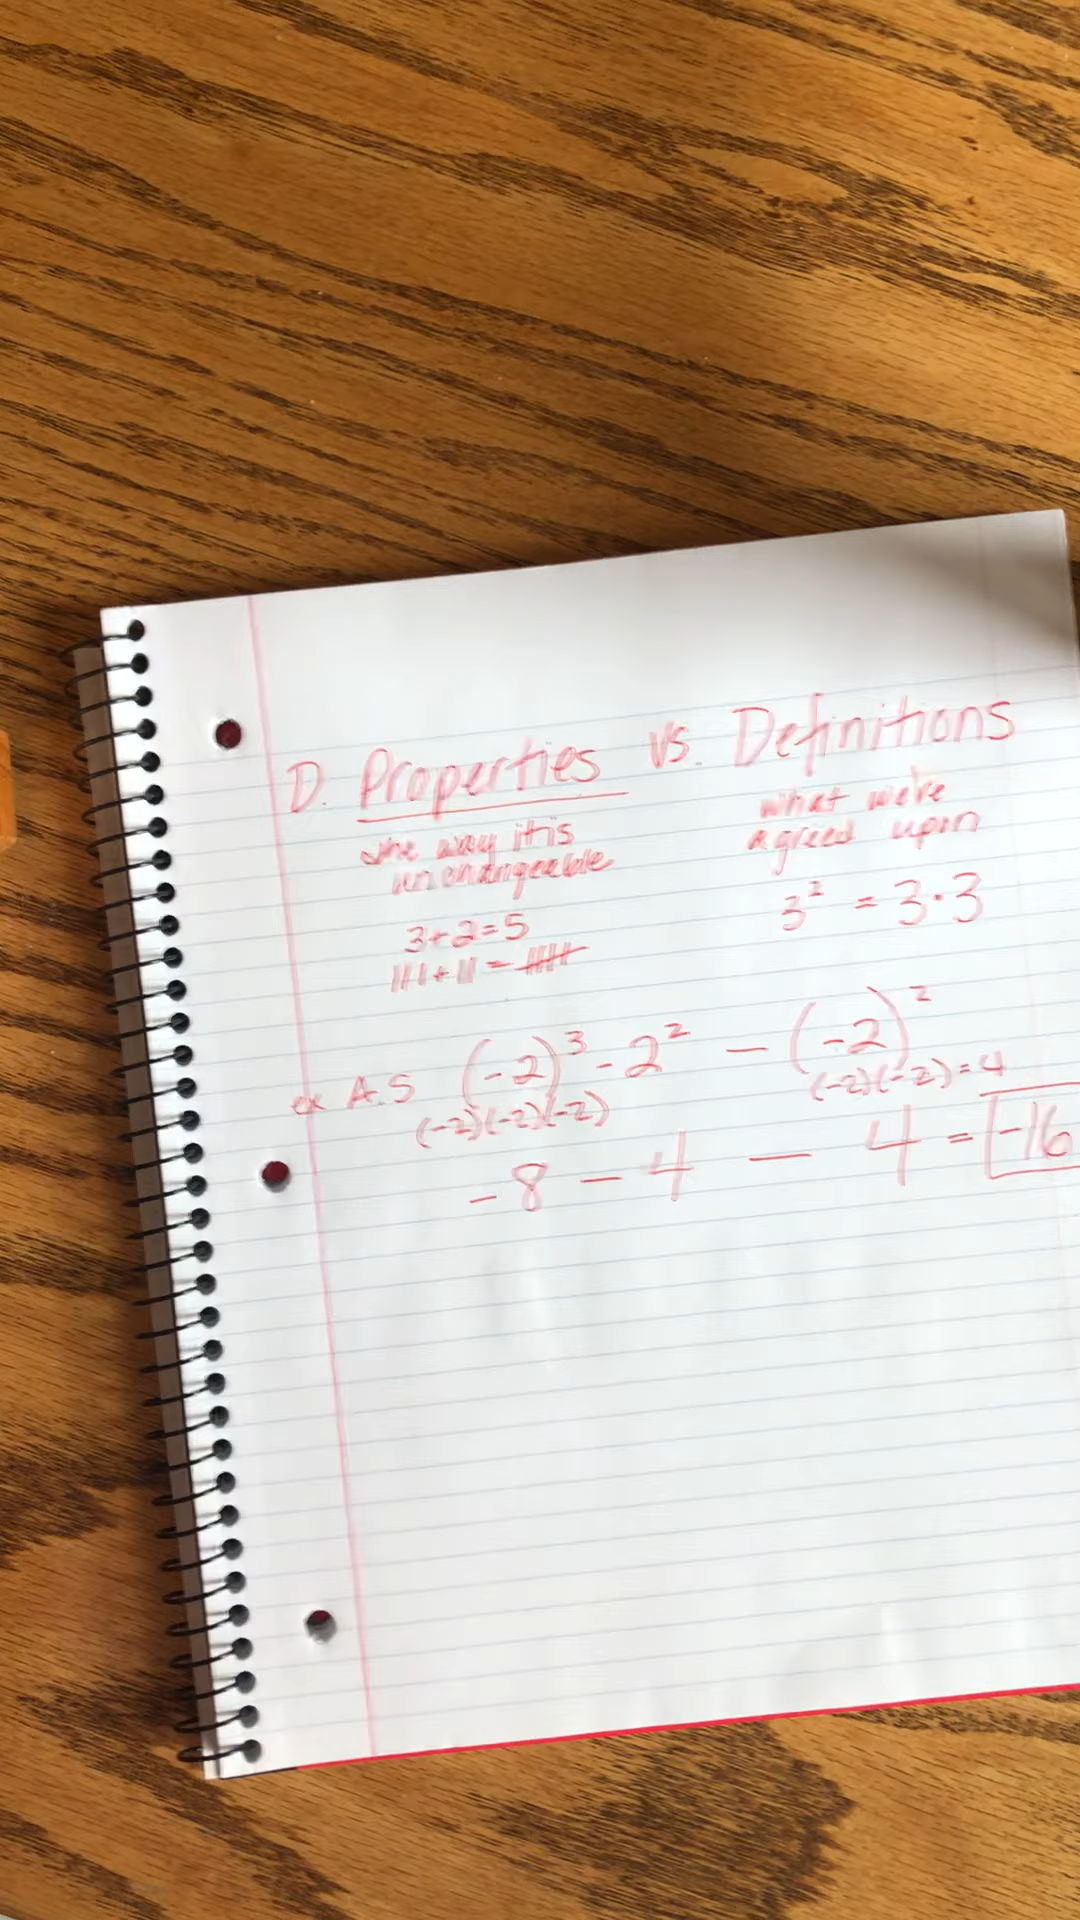 D. Properties vs. Definitions
the way it is
unchangeable
3+2=5
||| + || = 卌
what we're
agreed upon
3² = 3·3
ex A.S (-2)³ - 2² — (-2)²
(-2)(-2)(-2)
(-2)(-2) = 4
-8 - 4 — 4 = -16